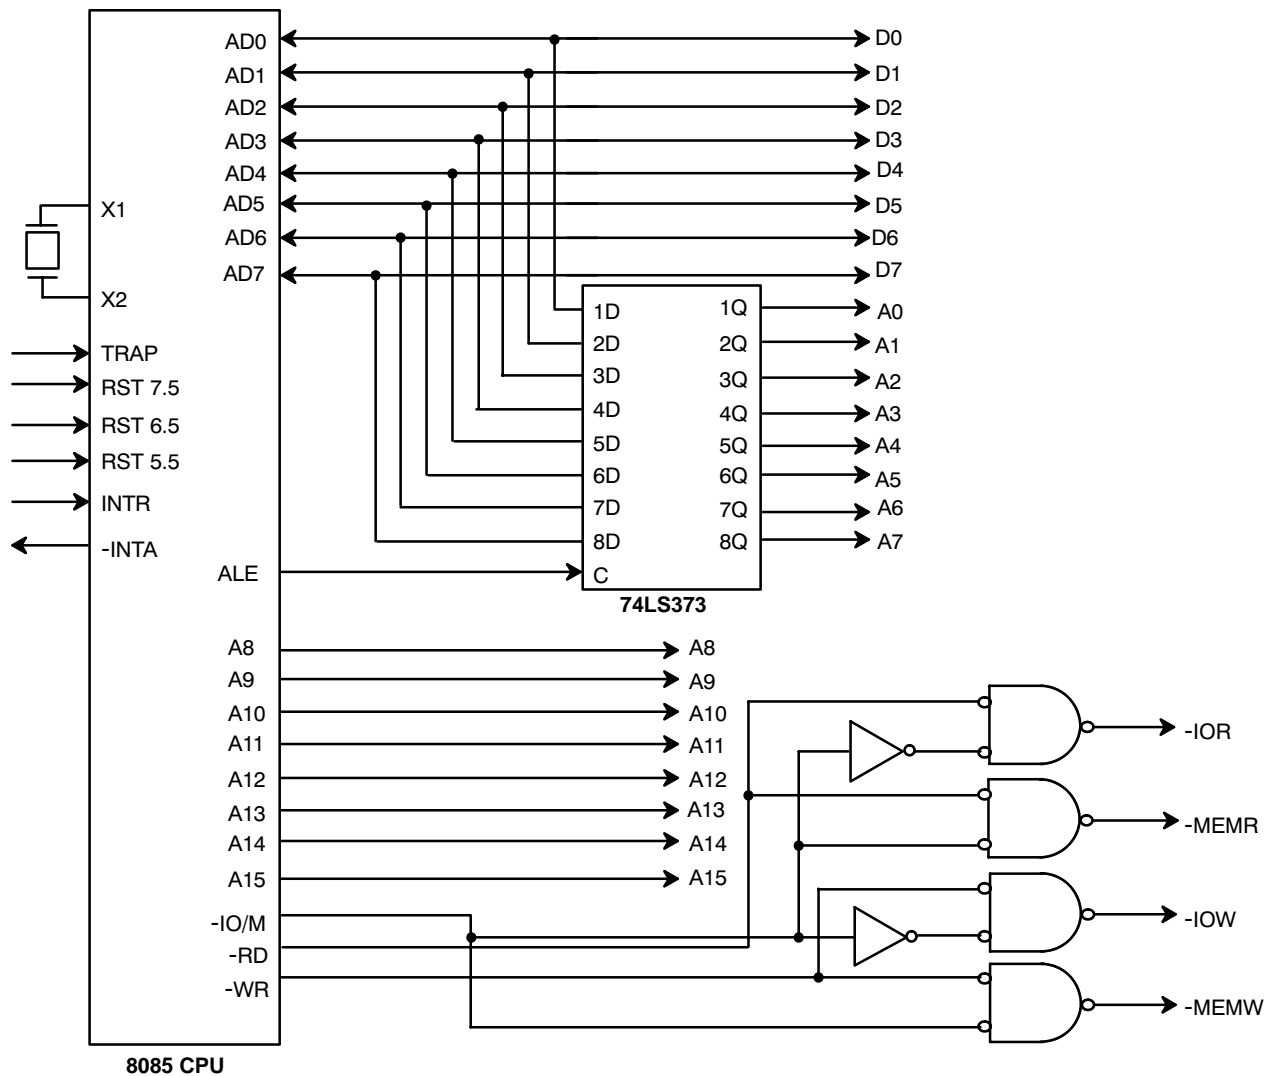 AD0
AD1
AD2
AD3
AD4
AD5
AD6
AD7
D0
D1
D2
D3
D4
D5
D6
D7
X1
X2
TRAP
RST 7.5
RST 6.5
RST 5.5
INTR
-INTA
ALE
1D
2D
3D
4D
5D
6D
7D
8D
C
1Q
2Q
3Q
4Q
5Q
6Q
7Q
8Q
A0
A1
A2
A3
A4
A5
A6
A7
74LS373
A8
A9
A10
A11
A12
A13
A14
A15
-IO/M
-RD
-WR
A8
A9
A10
A11
A12
A13
A14
A15
-IOR
-MEMR
-IOW
-MEMW
8085 CPU